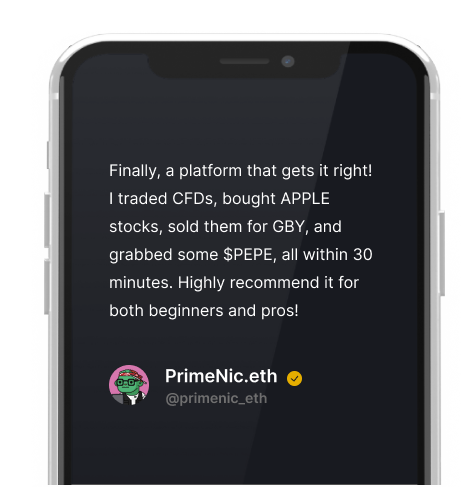 Finally, a platform that gets it right!
I traded CFDs, bought APPLE
stocks, sold them for GBY, and
grabbed some $PEPE, all within 30
minutes. Highly recommend it for
both beginners and pros!
PrimeNic.eth
@primenic_eth